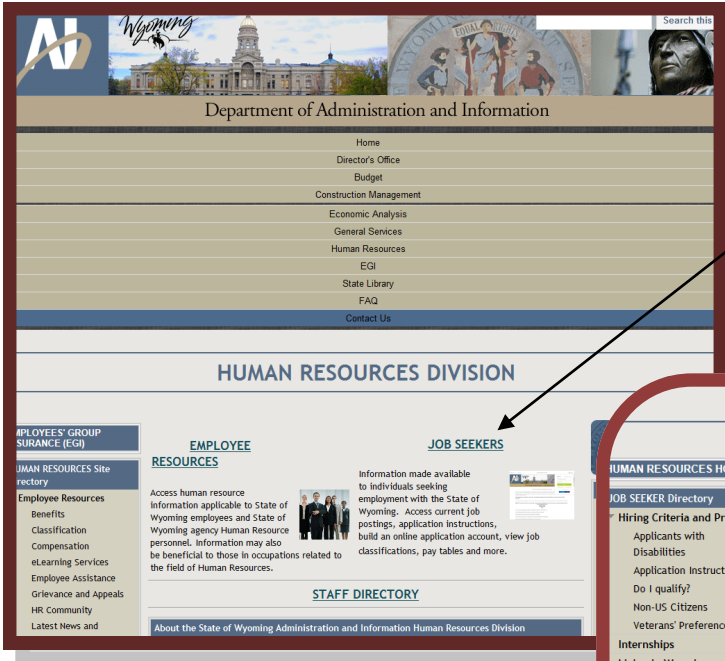 Wyoming
Search this
EQUAL RIGHTS
Department of Administration and Information
Home
Director's Office
Budget
Construction Management
Economic Analysis
General Services
Human Resources
EGI
State Library
FAQ
Contact Us
HUMAN RESOURCES DIVISION
MPLOYEES' GROUP
SURANCE (EGI)
UMAN RESOURCES Site
rectory
Employee Resources
Benefits
Classification
Compensation
eLearning Services
Employee Assistance
Grievance and Appeals
HR Community
Latest News and
EMPLOYEE
RESOURCES
Access human resource
information applicable to State of
Wyoming employees and State of
Wyoming agency Human Resource
personnel. Information may also
be beneficial to those in occupations related to
the field of Human Resources.
JOB SEEKERS
Information made available
to individuals seeking
employment with the State of
Wyoming. Access current job
postings, application instructions,
build an online application account, view job
classifications, pay tables and more.
STAFF DIRECTORY
About the State of Wyoming Administration and Information Human Resources Division
UMAN RESOURCES HO
JOB SEEKER Directory
Hiring Criteria and Pr
Applicants with
Disabilities
Application Instruct
Do I qualify?
Non-US Citizens
Veterans' Preference
Internships